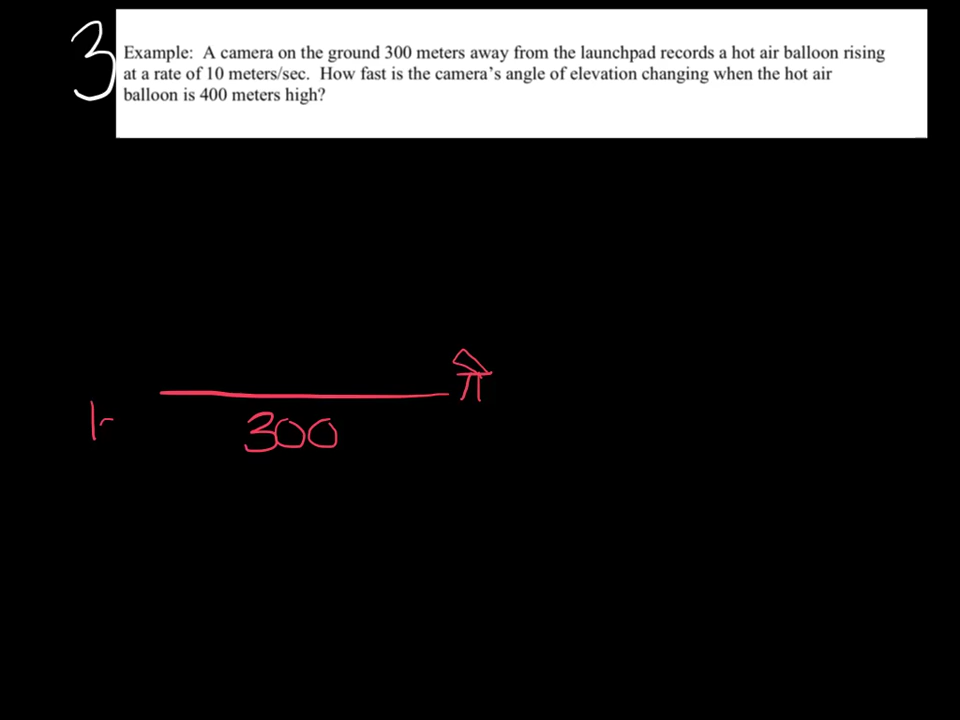 3
Example: A camera on the ground 300 meters away from the launchpad records a hot air balloon rising
at a rate of 10 meters/sec. How fast is the camera's angle of elevation changing when the hot air
balloon is 400 meters high?
300